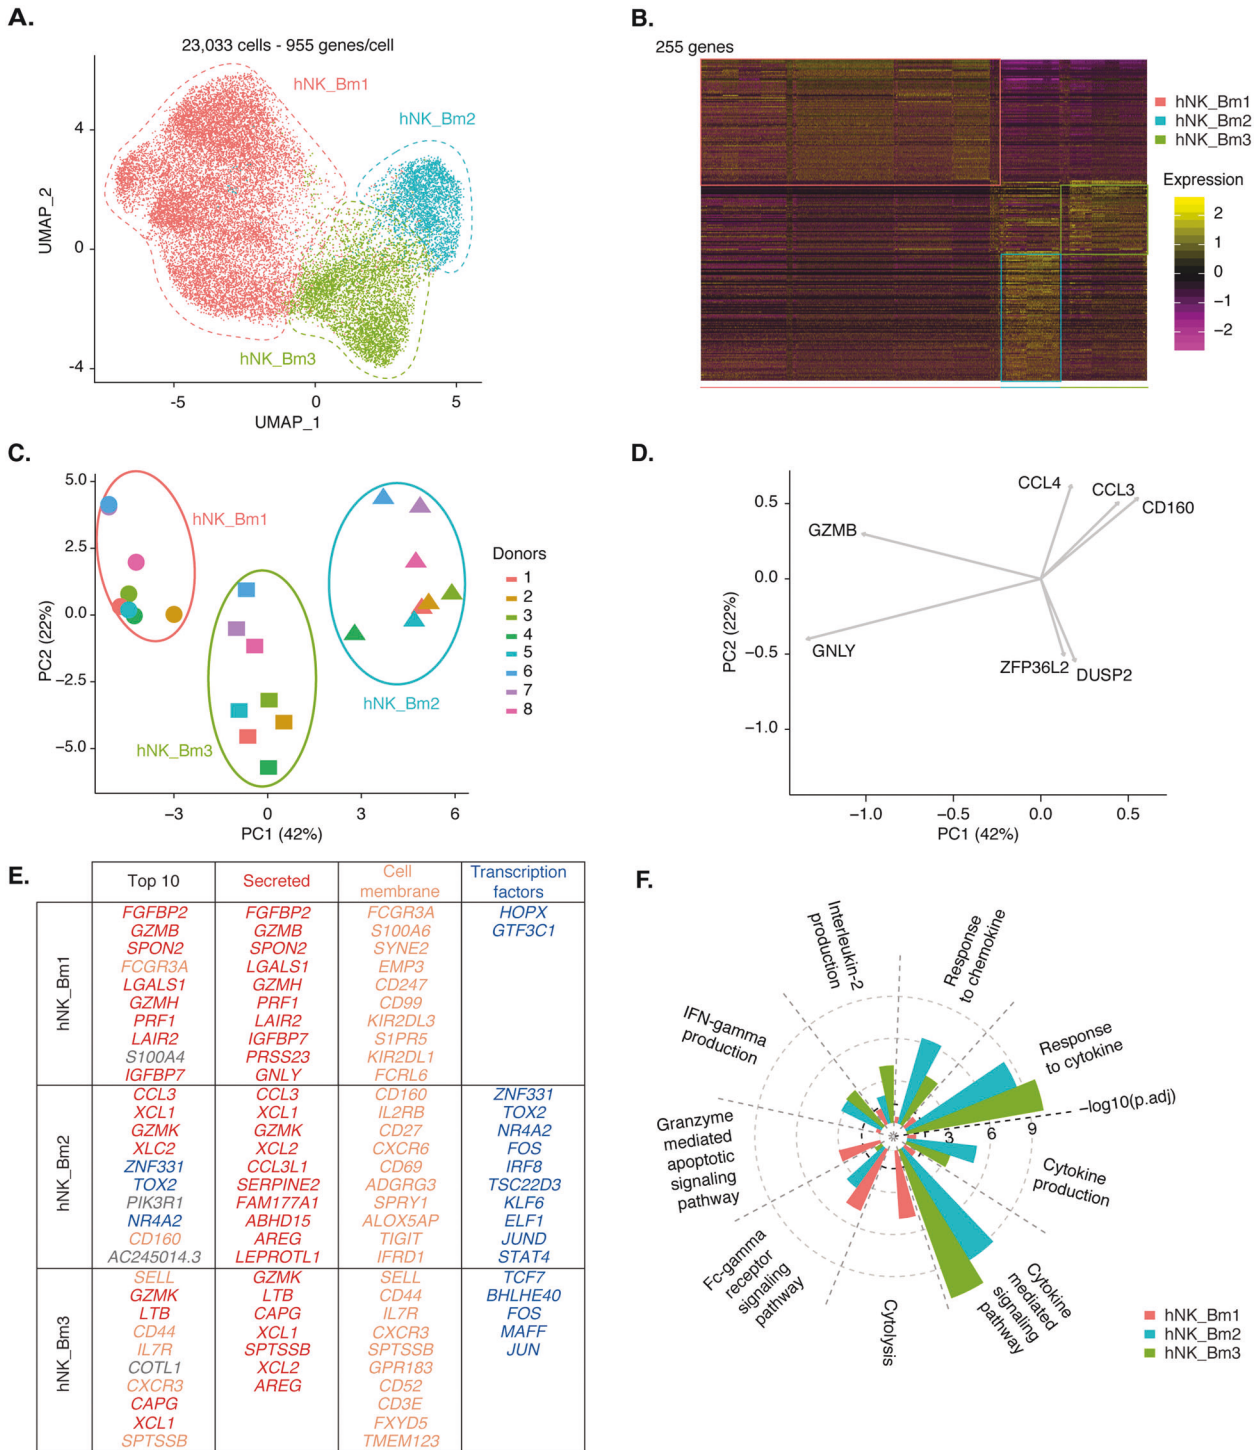 A.
23,033 cells - 955 genes/cell
hNK_Bm1
hNK_Bm2
hNK_Bm3
4
0
-4
UMAP_2
-5
0
5
UMAP_1
B.
255 genes
hNK_Bm1
hNK_Bm2
hNK_Bm3
Expression
2
1
0
−1
−2
C.
5.0
2.5
0.0
−2.5
−5.0
PC2 (22%)
hNK_Bm1
hNK_Bm2
hNK_Bm3
−3
0
3
6
PC1 (42%)
Donors
1
2
3
4
5
6
7
8
D.
0.5
0.0
−0.5
−1.0
PC2 (22%)
CCL4
CCL3
CD160
GZMB
GNLY
ZFP36L2
DUSP2
−1.0
−0.5
0.0
0.5
PC1 (42%)
E.
Top 10
Secreted
Cell
membrane
Transcription
factors
hNK_Bm1
FGFBP2 FGFBP2 FCGR3A HOPX
GZMB GZMB S100A6 GTF3C1
SPON2 SPON2 SYNE2
FCGR3A LGALS1 EMP3
LGALS1 GZMH CD247
GZMH PRF1 CD99
PRF1 LAIR2 KIR2DL3
LAIR2 IGFBP7 S1PR5
S100A4 PRSS23 KIR2DL1
IGFBP7 GNLY FCRL6
hNK_Bm2
CCL3 CCL3 CD160 ZNF331
XCL1 XCL1 IL2RB TOX2
GZMK GZMK CD27 NR4A2
XLC2 XCL2 CXCR6 FOS
ZNF331 CCL3L1 CD69 IRF8
TOX2 SERPINE2 ADGRG3 TSC22D3
PIK3R1 FAM177A1 SPRY1 KLF6
NR4A2 ABHD15 ALOX5AP ELF1
CD160 AREG TIGIT JUND
AC245014.3 LEPROTL1 IFRD1 STAT4
hNK_Bm3
SELL GZMK SELL TCF7
GZMK LTB CD44 BHLHE40
LTB CAPG IL7R FOS
CD44 XCL1 CXCR3 MAFF
IL7R SPTSSB SPTSSB JUN
COTL1 XCL2 GPR183
CXCR3 AREG CD52
CAPG CD3E
XCL1 FXYD5
SPTSSB TMEM123
F.
Interleukin-2
production
Response
to chemokine
Response
to cytokine
−log10(p.adj)
3
6
9
Cytokine
production
Cytokine
mediated
signaling
pathway
Cytolysis
Fc-gamma
receptor
signaling
pathway
Granzyme
mediated
apoptotic
signaling
pathway
IFN-gamma
production
hNK_Bm1
hNK_Bm2
hNK_Bm3